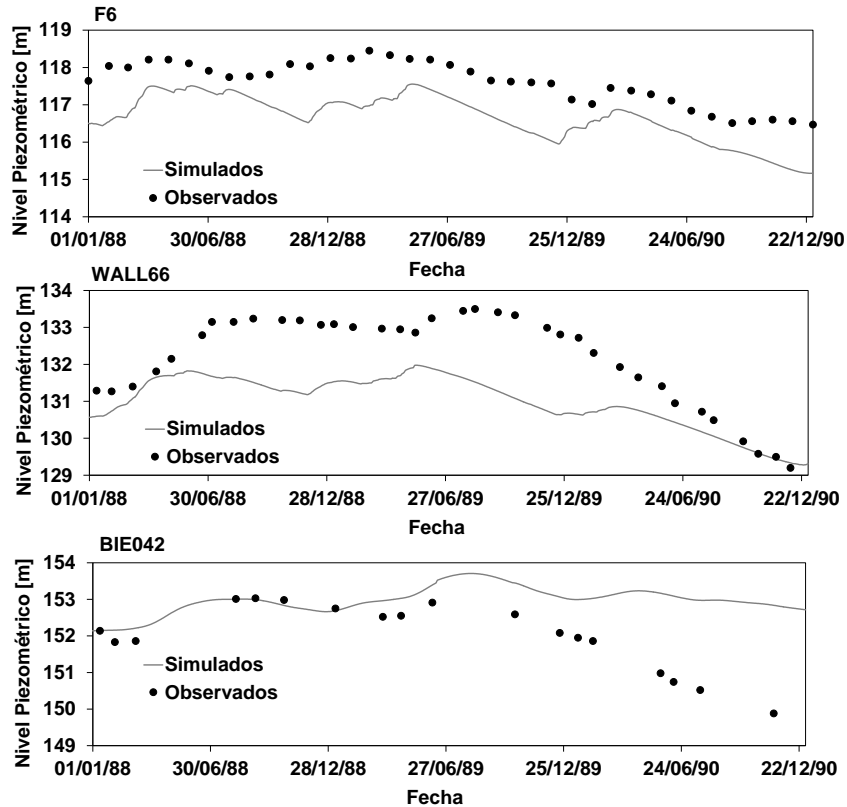 F6
Nivel Piezométrico [m]
119
118
117
116
115
114
Simulados
Observados
01/01/88 30/06/88 28/12/88 27/06/89 25/12/89 24/06/90 22/12/90
Fecha
WALL66
Nivel Piezométrico [m]
134
133
132
131
130
129
Simulados
Observados
01/01/88 30/06/88 28/12/88 27/06/89 25/12/89 24/06/90 22/12/90
Fecha
BIE042
Nivel Piezométrico [m]
154
153
152
151
150
149
Simulados
Observados
01/01/88 30/06/88 28/12/88 27/06/89 25/12/89 24/06/90 22/12/90
Fecha